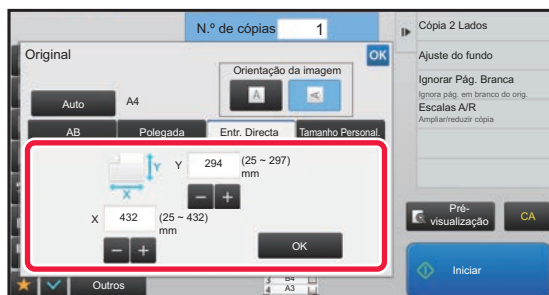 N.º de cópias 1
Original
OK
Orientação da imagem
A A
Auto A4
AB Polegada Entr. Directa Tamanho Personal.
Y
X
Y 294 (25 ~ 297)
mm
X 432 (25 ~ 432)
mm
OK
Outros
B4
4 A3
Cópia 2 Lados
Ajuste do fundo
Ignorar Pág. Branca
Ignora pág. em branco do orig.
Escalas A/R
Ampliar/reduzir cópia
Pré-
visualização
CA
Iniciar